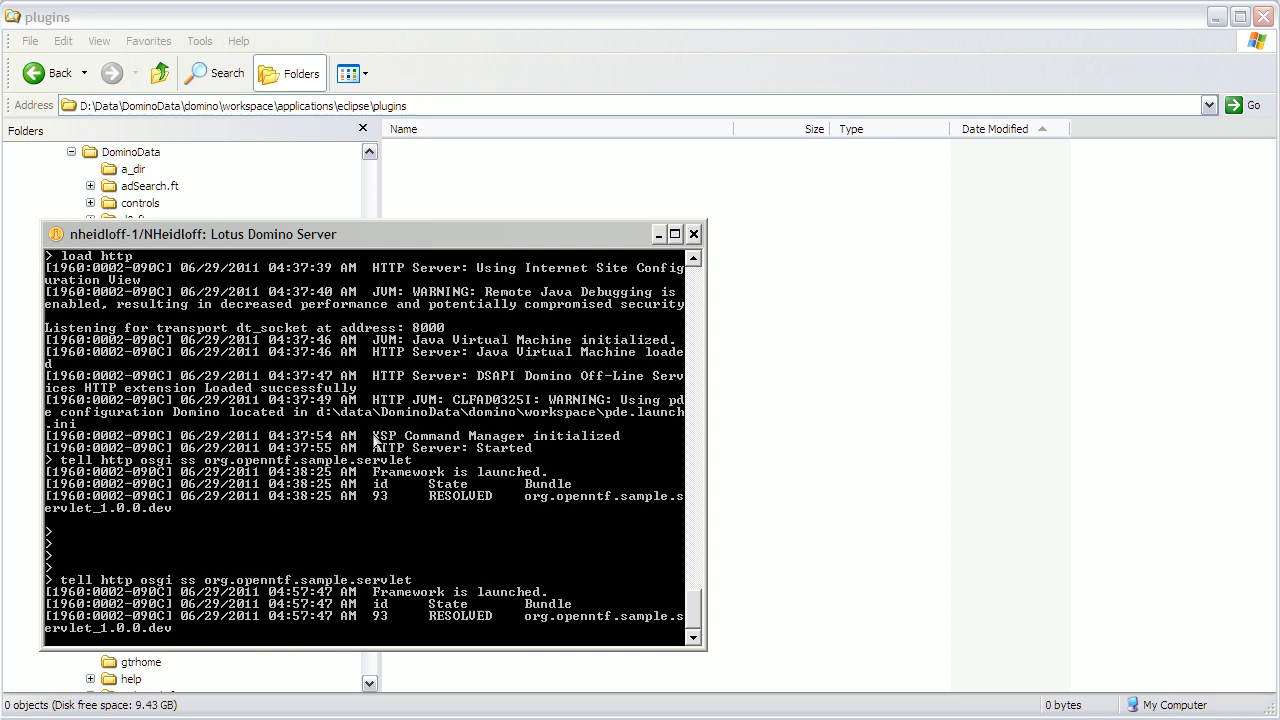 plugins
File Edit View Favorites Tools Help
Back Search Folders
Address D:\Data\DominoData\domino\workspace\applications\eclipse\plugins Go
Folders
Name Size Type Date Modified
DominoData
a_dir
adSearch.ft
controls
nheidloff-1/NHeidloff: Lotus Domino Server
> load http
[1960:0002-090C] 06/29/2011 04:37:39 AM HTTP Server: Using Internet Site Config
uration View
[1960:0002-090C] 06/29/2011 04:37:40 AM JVM: WARNING: Remote Java Debugging is
enabled, resulting in decreased performance and potentially compromised security
Listening for transport dt_socket at address: 8000
[1960:0002-090C] 06/29/2011 04:37:46 AM JVM: Java Virtual Machine initialized.
[1960:0002-090C] 06/29/2011 04:37:46 AM HTTP Server: Java Virtual Machine loade
d
[1960:0002-090C] 06/29/2011 04:37:47 AM HTTP Server: DSAPI Domino Off-Line Serv
ices HTTP extension Loaded successfully
[1960:0002-090C] 06/29/2011 04:37:49 AM HTTP JVM: CLFAD0325I: WARNING: Using pd
e configuration Domino located in d:\data\DominoData\domino\workspace\pde.launch
.ini
[1960:0002-090C] 06/29/2011 04:37:54 AM XSP Command Manager initialized
[1960:0002-090C] 06/29/2011 04:37:55 AM HTTP Server: Started
> tell http osgi ss org.openntf.sample.servlet
[1960:0002-090C] 06/29/2011 04:38:25 AM Framework is launched.
[1960:0002-090C] 06/29/2011 04:38:25 AM id State Bundle
[1960:0002-090C] 06/29/2011 04:38:25 AM 93 RESOLVED org.openntf.sample.s
ervlet_1.0.0.dev
>
>
>
>
> tell http osgi ss org.openntf.sample.servlet
[1960:0002-090C] 06/29/2011 04:57:47 AM Framework is launched.
[1960:0002-090C] 06/29/2011 04:57:47 AM id State Bundle
[1960:0002-090C] 06/29/2011 04:57:47 AM 93 RESOLVED org.openntf.sample.s
ervlet_1.0.0.dev
gtrhome
help
0 objects (Disk free space: 9.43 GB) 0 bytes My Computer